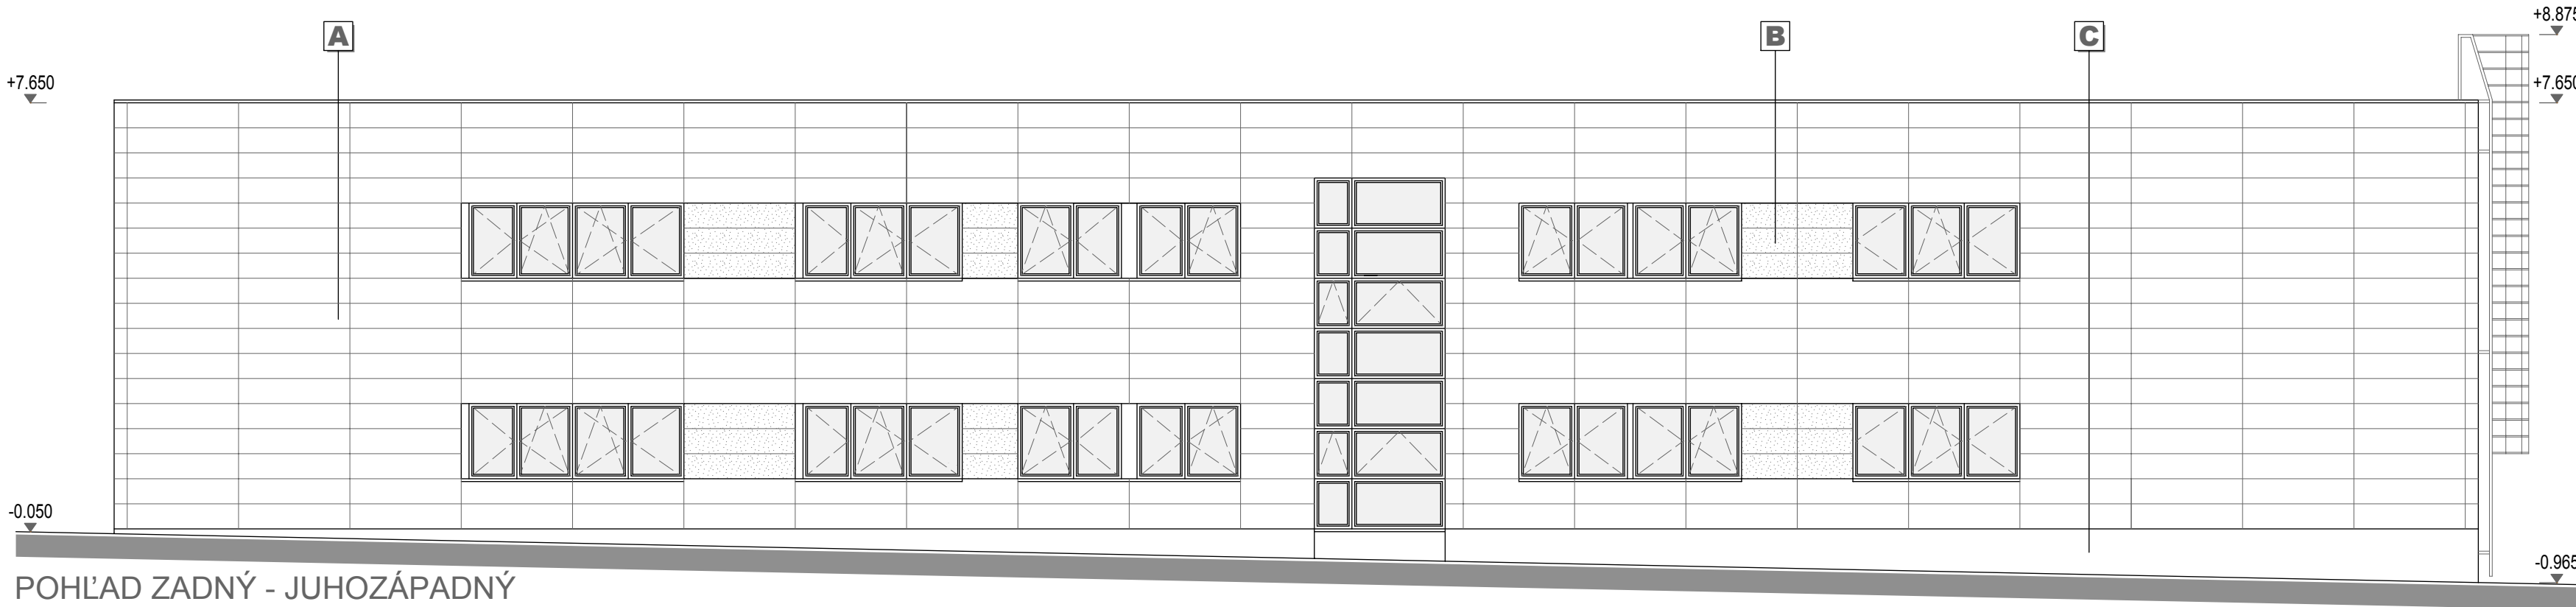 A
B
C
+8.875
+7.650
+7.650
-0.050
-0.965
POHĽAD ZADNÝ - JUHOZÁPADNÝ